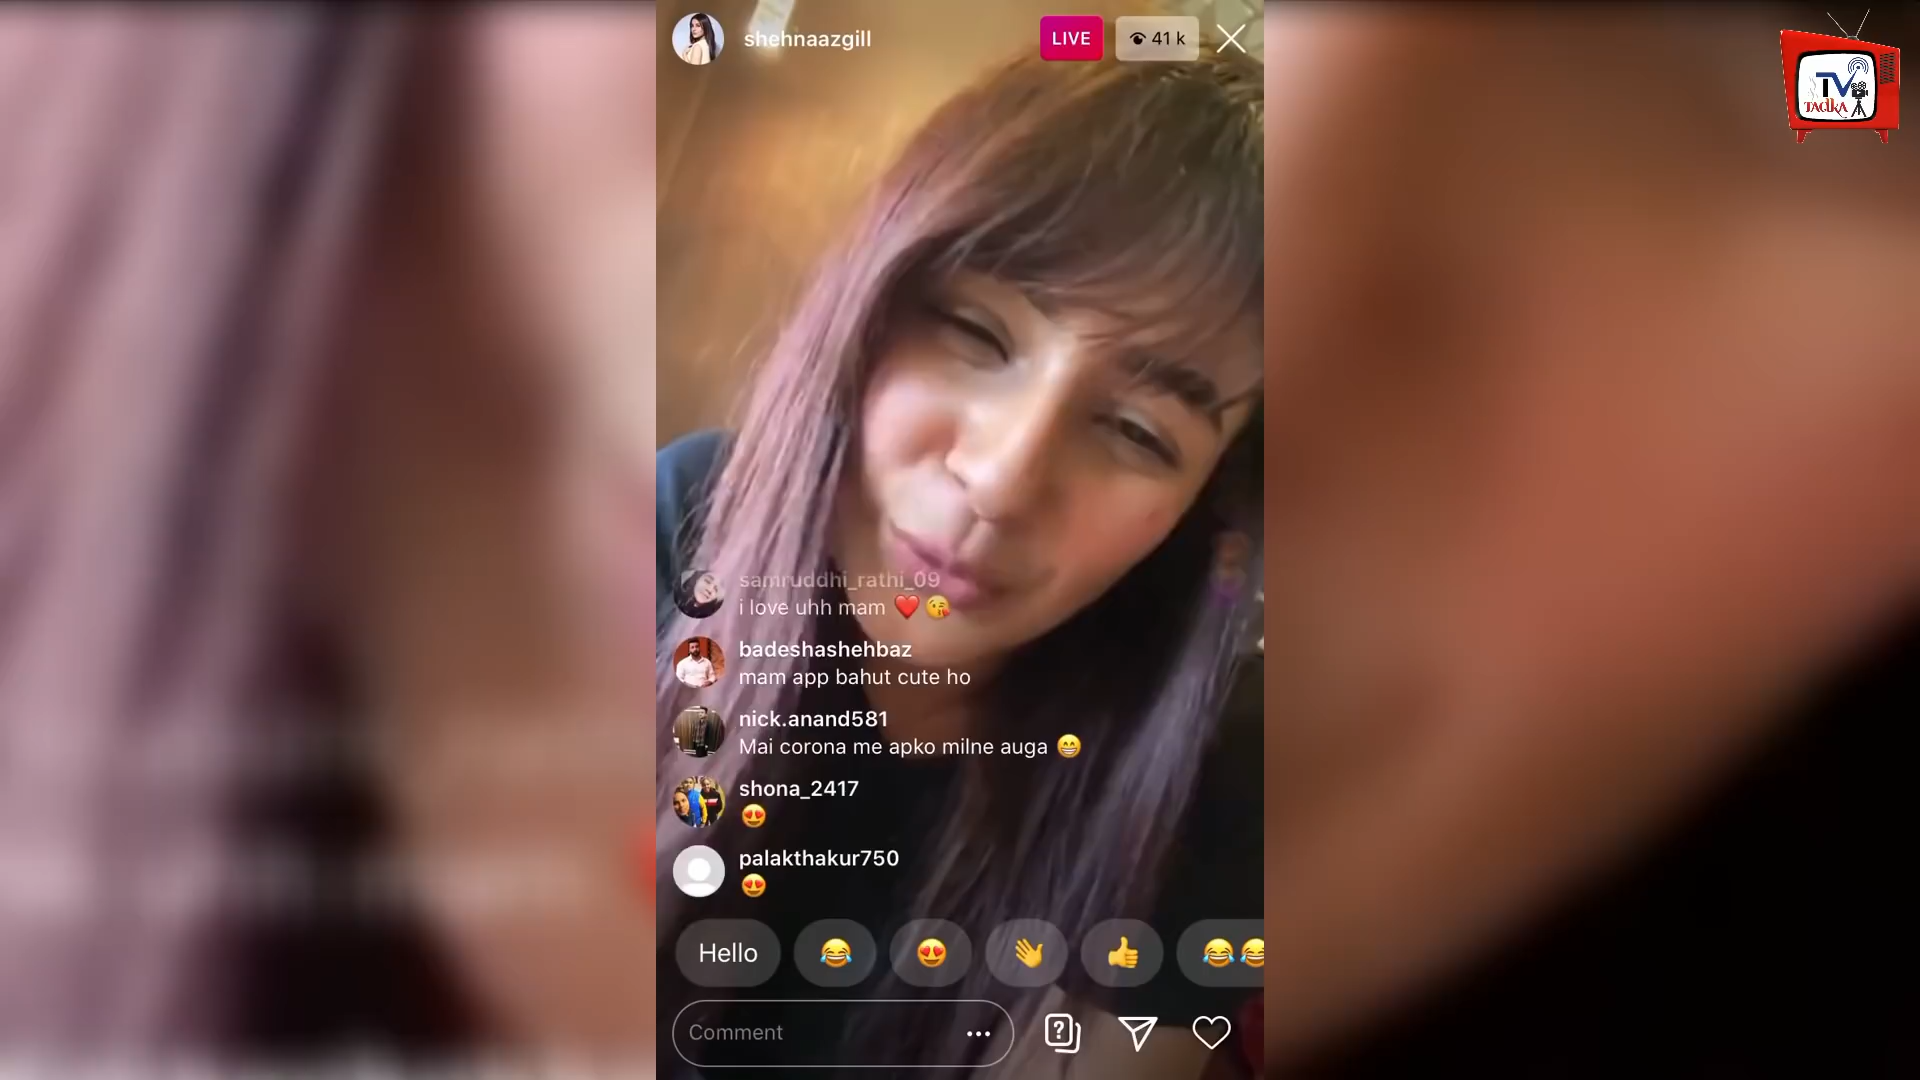 shehnaazgill
LIVE
41 k
TV
TADKA
samruddhi_rathi_09
i love uhh mam ❤️😘
badeshashehbaz
mam app bahut cute ho
nick.anand581
Mai corona me apko milne auga 😁
shona_2417
😍
palakthakur750
😍
Hello 😂 😍 👋 👍 😂😂
Comment